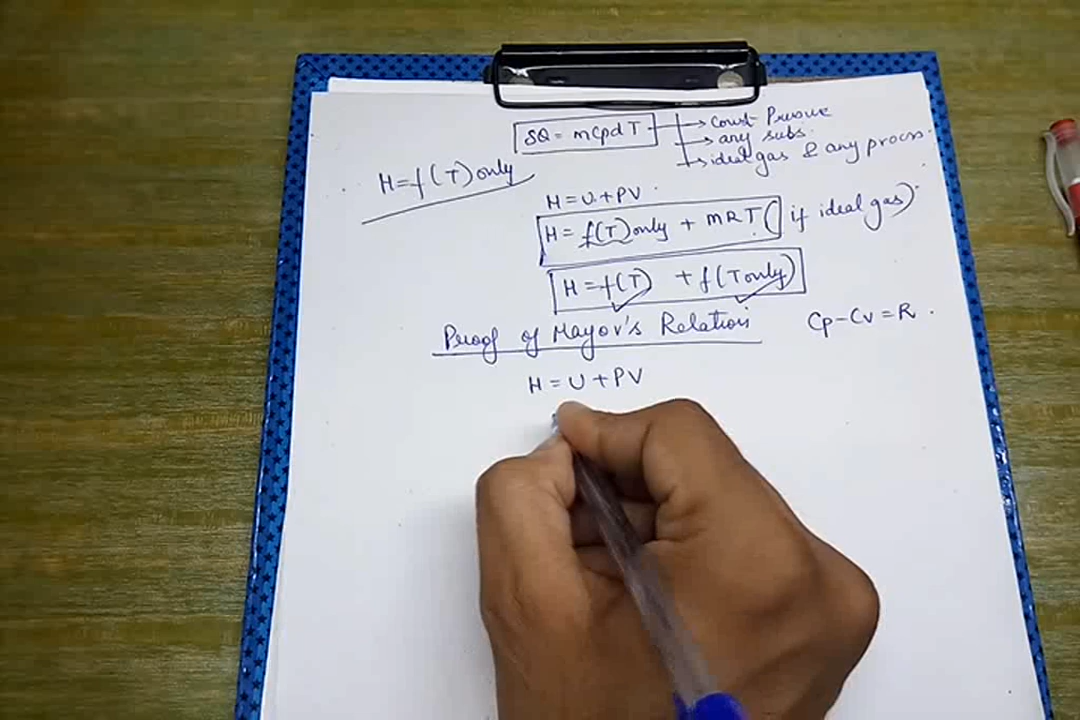 δQ = mCpdT → Const Pressure
→ any subs.
→ ideal gas & any process.
H=f(T) only
H = U + PV
H = f(T) only + mRT (if ideal gas)
H = f(T) + f(T only)
Proof of Mayov's Relation Cp-Cv=R.
H = U + PV